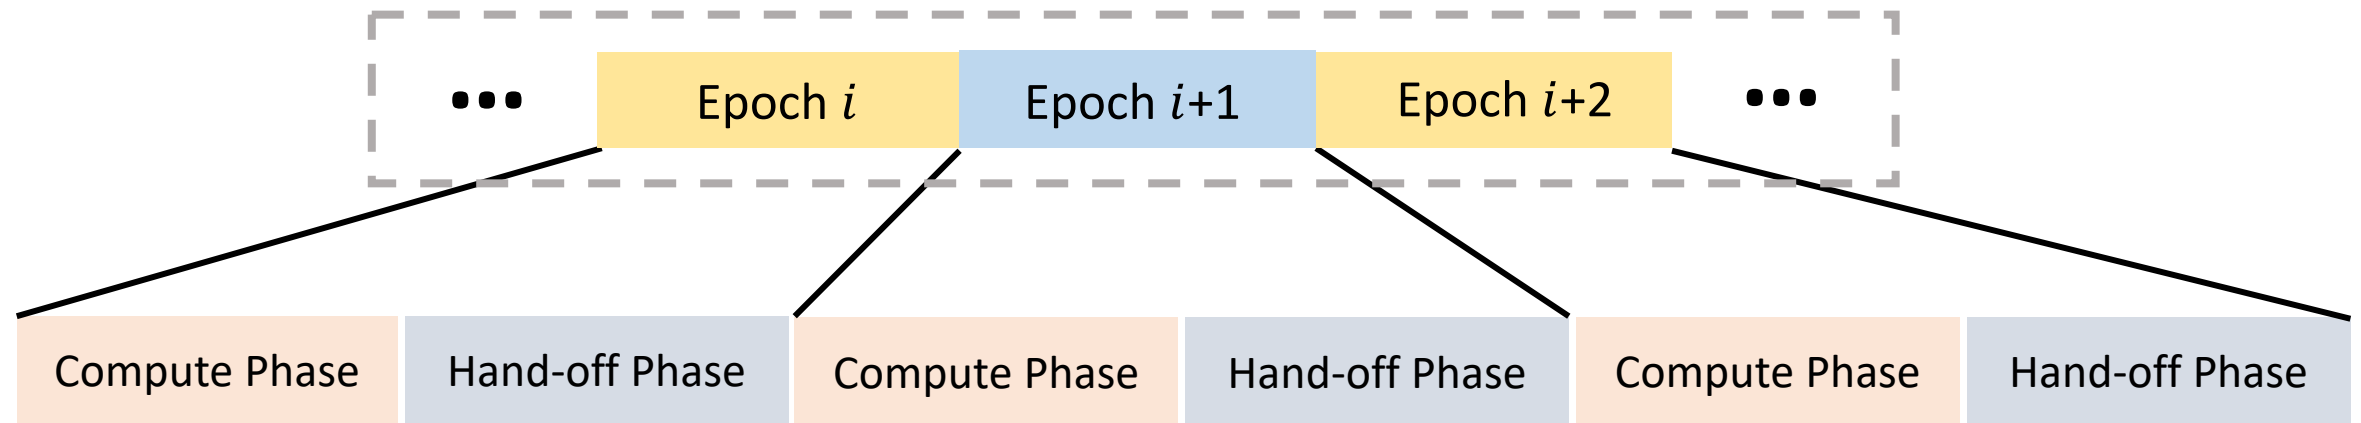 ... Epoch i Epoch i+1 Epoch i+2 ...
Compute Phase Hand-off Phase Compute Phase Hand-off Phase Compute Phase Hand-off Phase